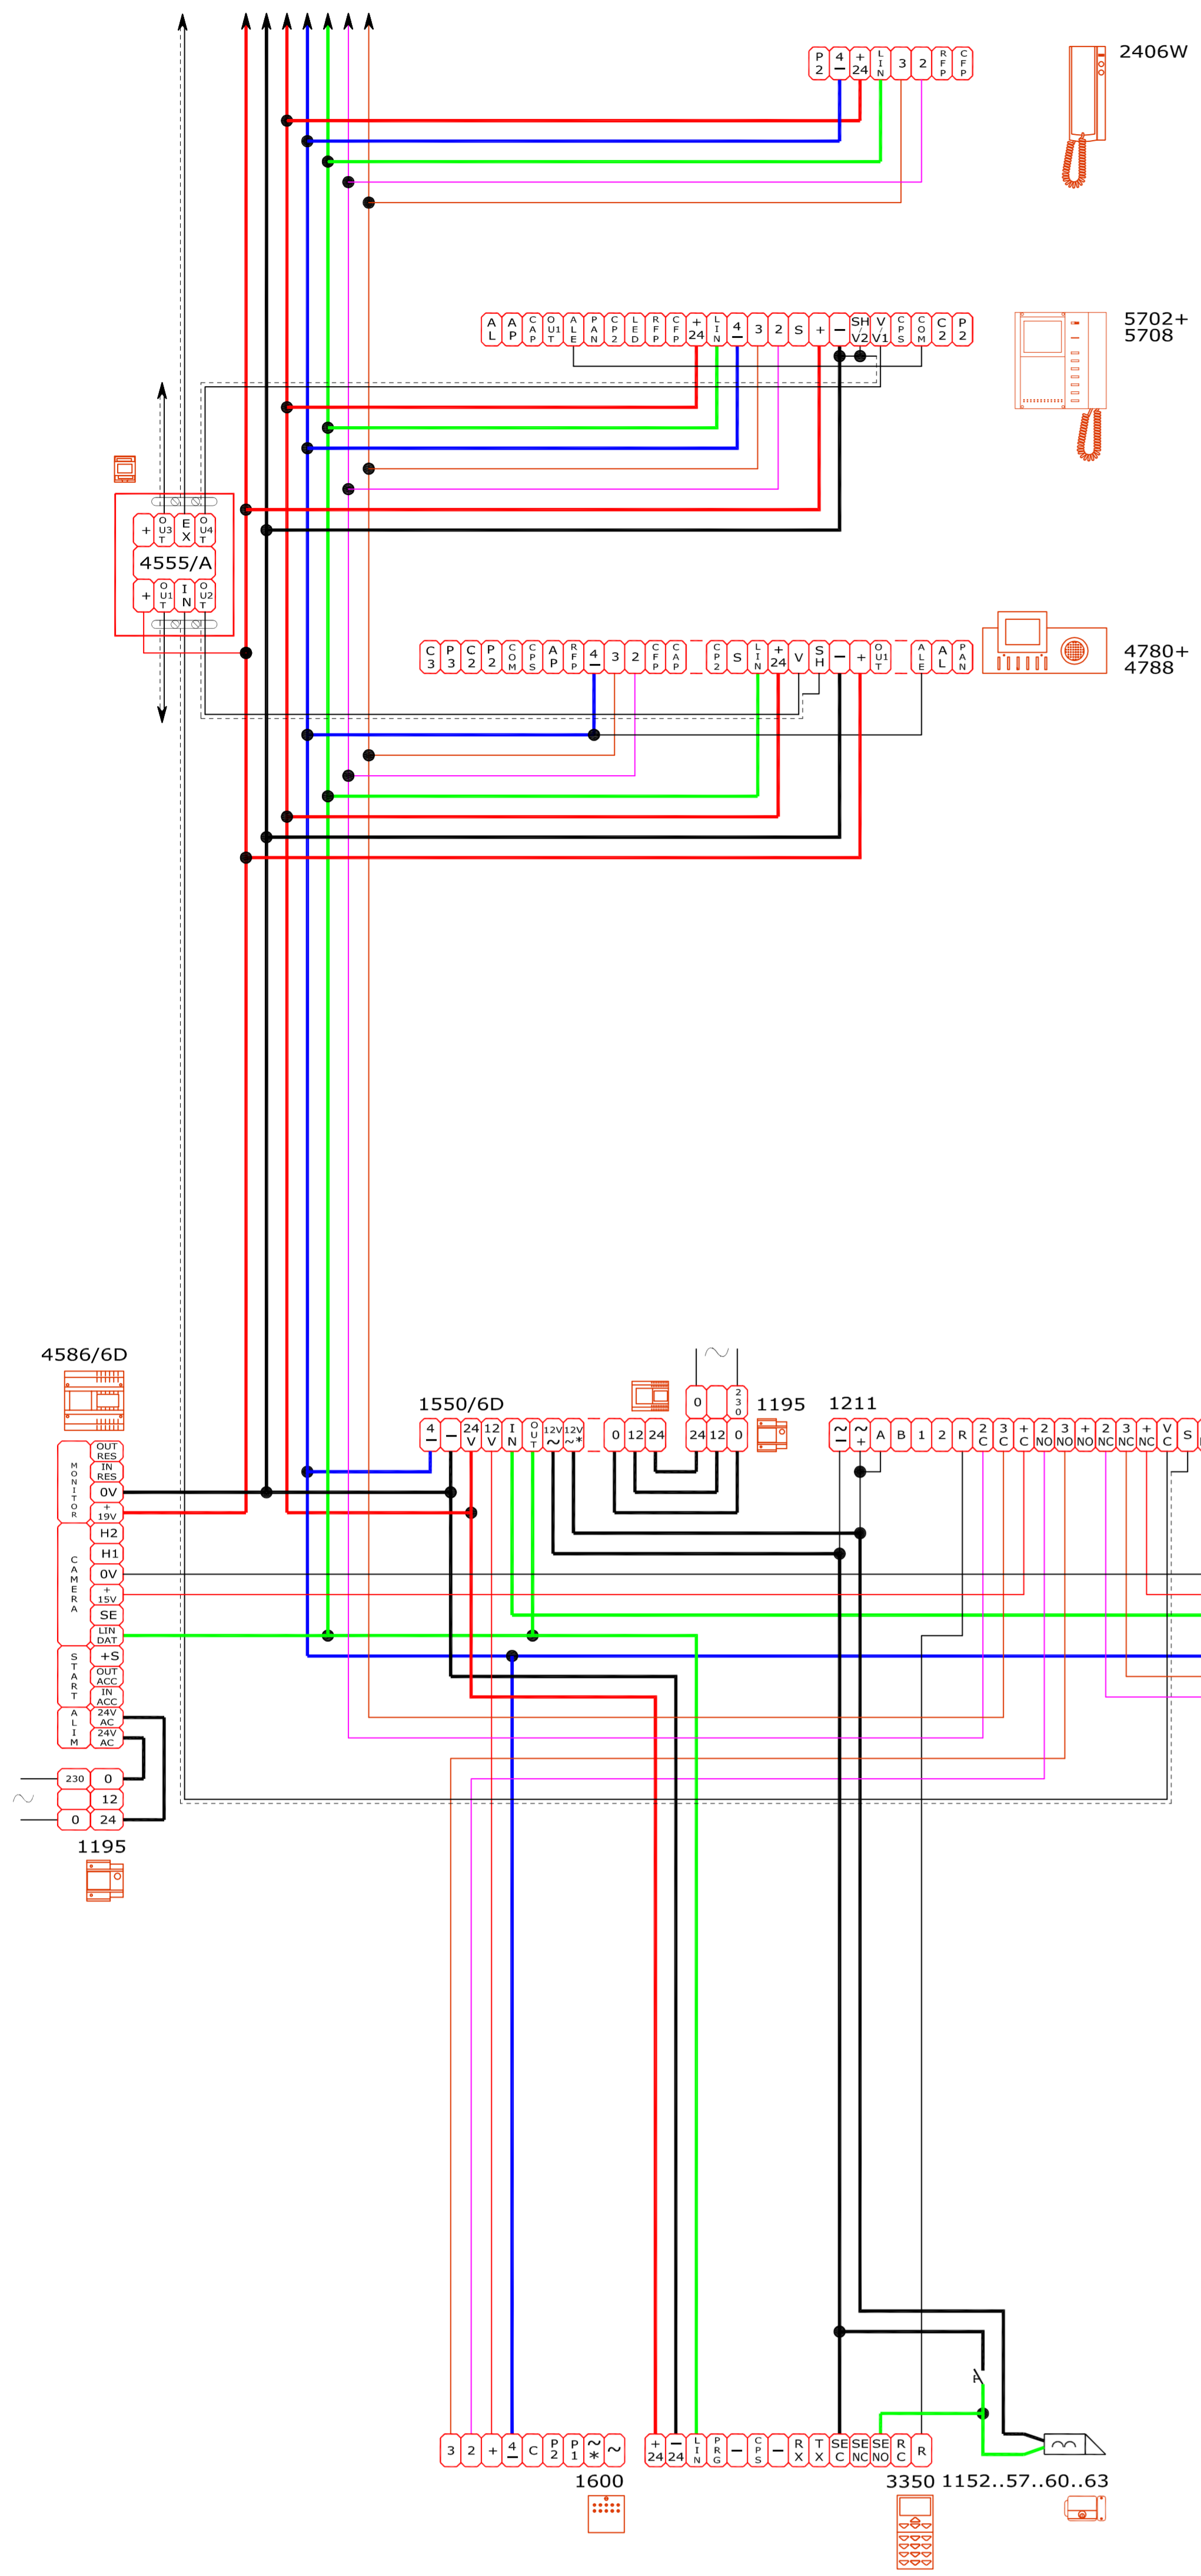 P2 4– +24 LIN 3 2 RFP CFP
2406W
AL AP CAP OUT1 ALE PAN CP2 LED RFP CFP +24 LIN 4– 3 2 S + – SH/V2 V/V1 CPS COM C2 P2
5702+
5708
+ OUT3 EX OUT4
4555/A
+ OUT1 IN OUT2
C3 P3 C2 P2 COM CPS AP RFP 4– 3 2 CFP CAP CP2 S LIN +24 V SH – + OUT1 ALE AL PAN
4780+
4788
4586/6D
MONITOR
OUT RES
IN RES
0V
+ 19V
CAMERA
H2
H1
0V
+ 15V
SE
LIN DAT
START
+S
OUT ACC
IN ACC
ALIM
24V AC
24V AC
230 0
~ 12
0 24
1195
1550/6D
4– – 24V 12V IN OUT 12V~ 12V~* 0 12 24
~
0 230
24 12 0
1195
1211
~– ~+ A B 1 2 R 2C 3C +C 2NO 3NO +NO 2NC 3NC +NC VC S
3 2 + 4– C P2 P1 ~* ~
1600
+24 –24 LIN PRG – CPS – RX TX SEC SENC SENO RC R
3350
1152..57..60..63